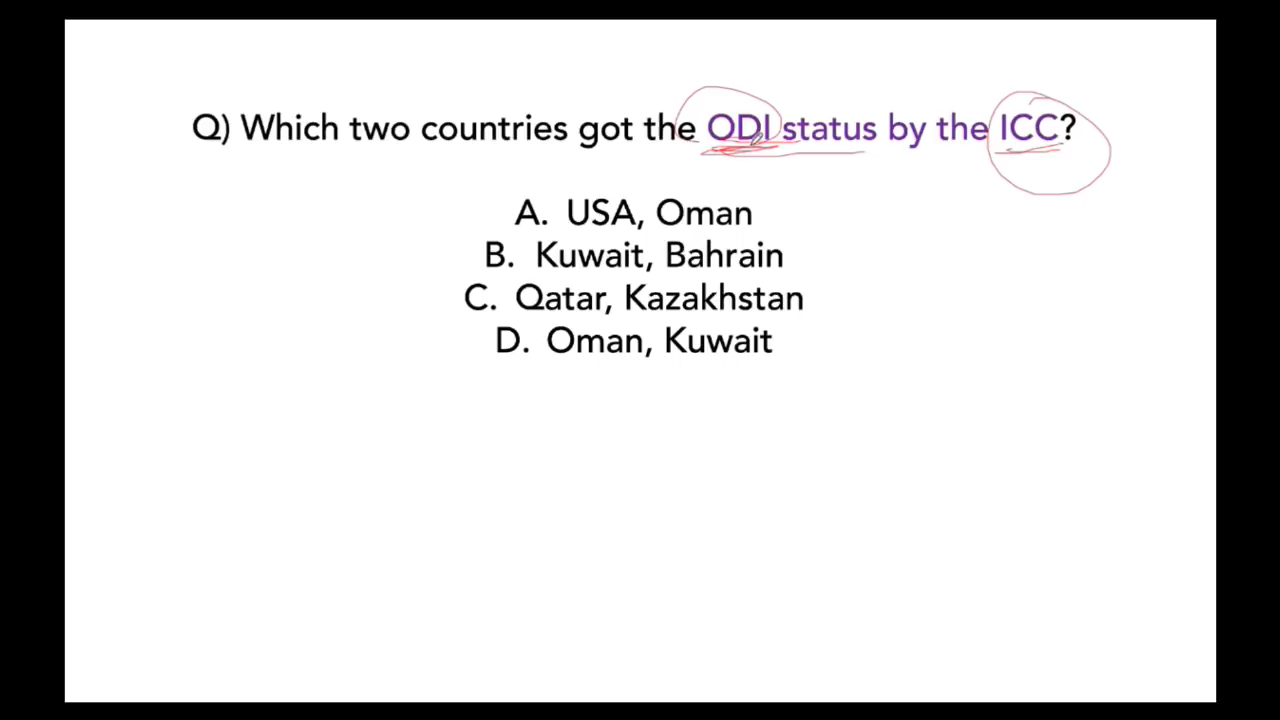 Q) Which two countries got the ODI status by the ICC?
A. USA, Oman
B. Kuwait, Bahrain
C. Qatar, Kazakhstan
D. Oman, Kuwait